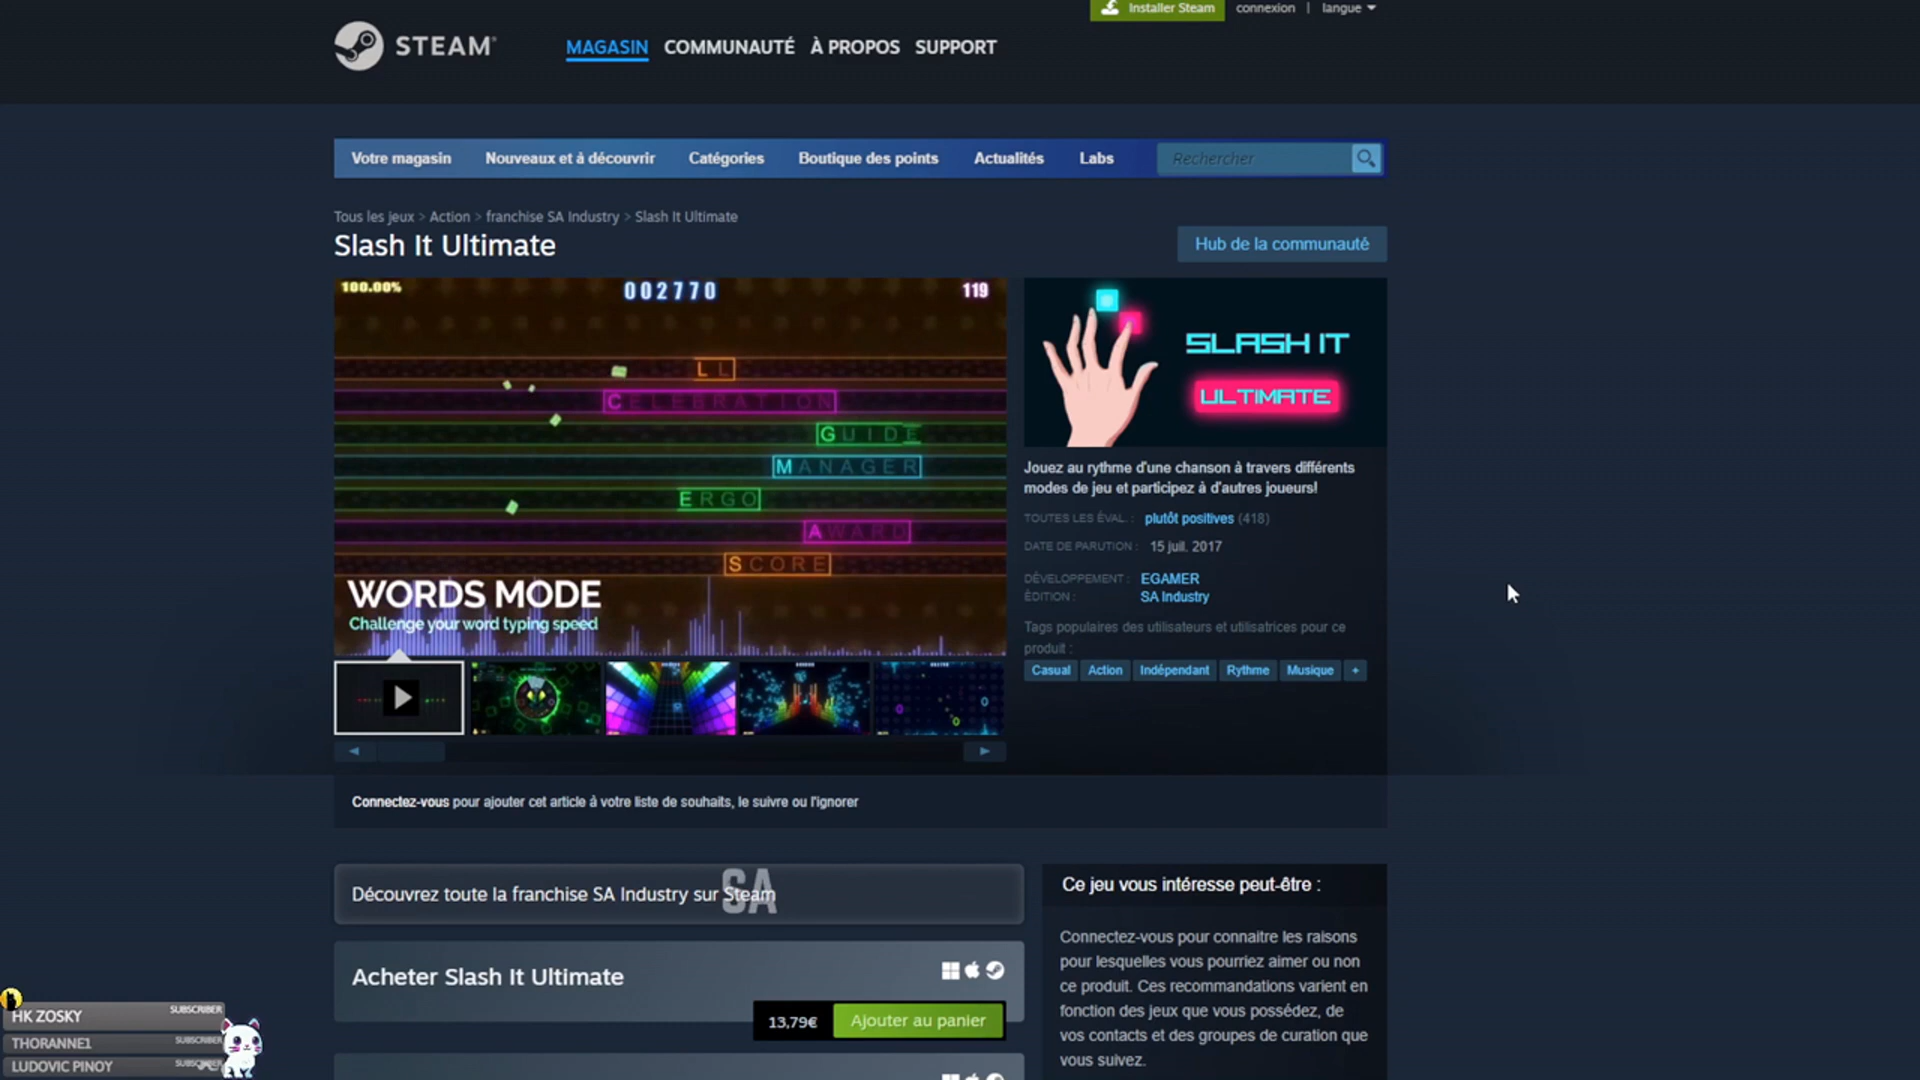 Installer Steam connexion | langue
STEAM®
MAGASIN COMMUNAUTÉ À PROPOS SUPPORT
Votre magasin Nouveaux et à découvrir Catégories Boutique des points Actualités Labs Rechercher
Tous les jeux > Action > franchise SA Industry > Slash It Ultimate
Slash It Ultimate
Hub de la communauté
100.00% 002770 119
LL
CELEBRATION
GUIDE
MANAGER
ERGO
AWARD
SCORE
WORDS MODE
Challenge your word typing speed
SLASH IT
ULTIMATE
Jouez au rythme d'une chanson à travers différents
modes de jeu et participez à d'autres joueurs!
TOUTES LES ÉVAL. : plutôt positives (418)
DATE DE PARUTION : 15 juil. 2017
DÉVELOPPEMENT : EGAMER
ÉDITION : SA Industry
Tags populaires des utilisateurs et utilisatrices pour ce
produit :
Casual Action Indépendant Rythme Musique +
Connectez-vous pour ajouter cet article à votre liste de souhaits, le suivre ou l'ignorer
Découvrez toute la franchise SA Industry sur Steam
SA
Acheter Slash It Ultimate
13,79€ Ajouter au panier
Ce jeu vous intéresse peut-être :
Connectez-vous pour connaitre les raisons
pour lesquelles vous pourriez aimer ou non
ce produit. Ces recommandations varient en
fonction des jeux que vous possédez, de
vos contacts et des groupes de curation que
vous suivez.
HK ZOSKY SUBSCRIBER
THORANNE1 SUBSCRIBER
LUDOVIC PINOY SUBSCRIBER